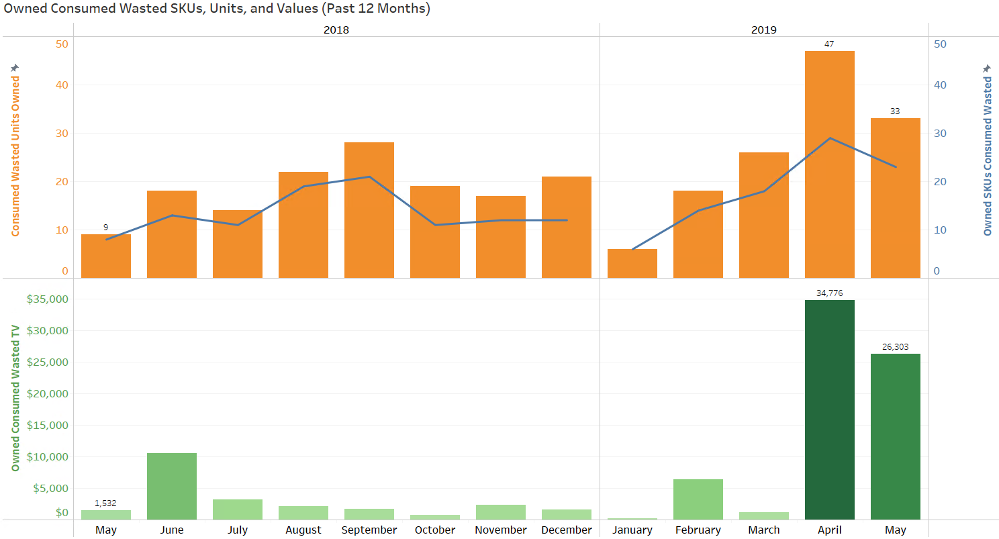 Owned Consumed Wasted SKUs, Units, and Values (Past 12 Months)
2018
2019
Consumed Wasted Units Owned
50
40
30
20
10
0
9
47
33
50
40
30
20
10
0
Owned SKUs Consumed Wasted
Owned Consumed Wasted TV
$35,000
$30,000
$25,000
$20,000
$15,000
$10,000
$5,000
$0
1,532
34,776
26,303
May
June
July
August
September
October
November
December
January
February
March
April
May